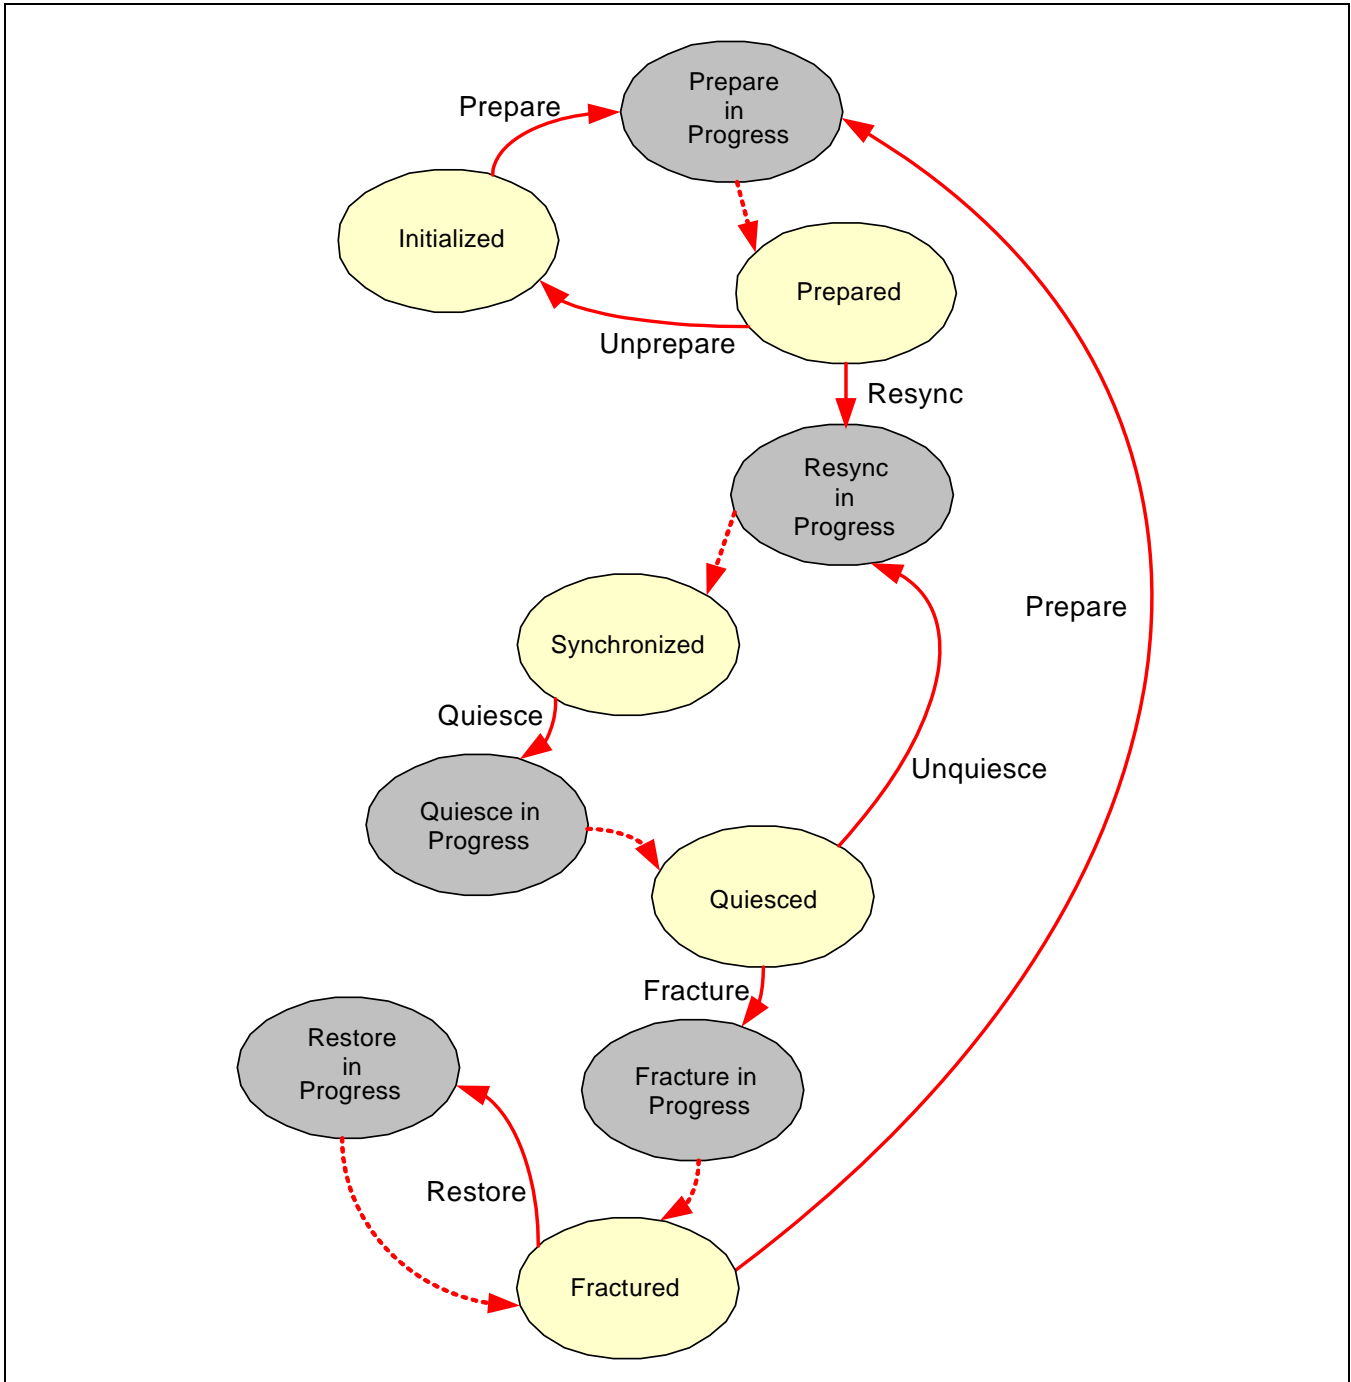 Prepare
in
Progress
Prepare
Initialized
Prepared
Unprepare
Resync
Resync
in
Progress
Prepare
Synchronized
Quiesce
Unquiesce
Quiesce in
Progress
Quiesced
Fracture
Restore
in
Progress
Fracture in
Progress
Restore
Fractured